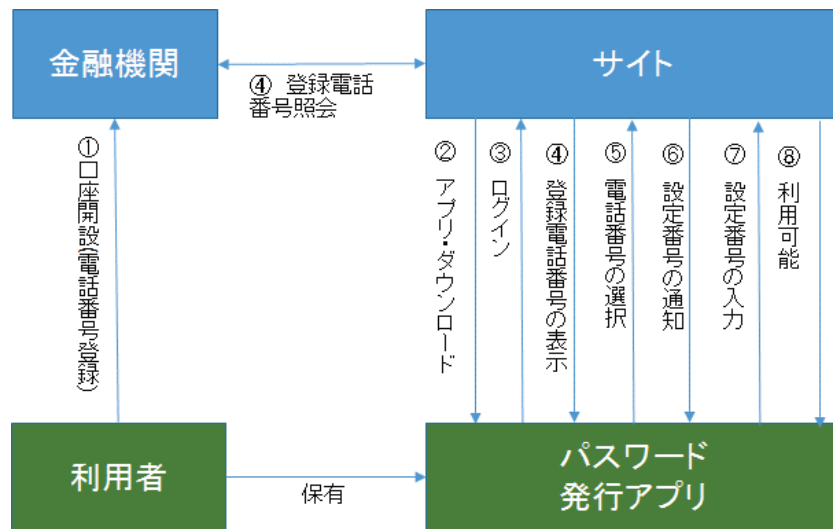 金融機関
サイト
④ 登録電話
番号照会
①口座開設(電話番号登録)
② アプリ・ダウンロード
③ ログイン
④ 登録電話番号の表示
⑤ 電話番号の選択
⑥ 設定番号の通知
⑦ 設定番号の入力
⑧ 利用可能
利用者
保有
パスワード
発行アプリ